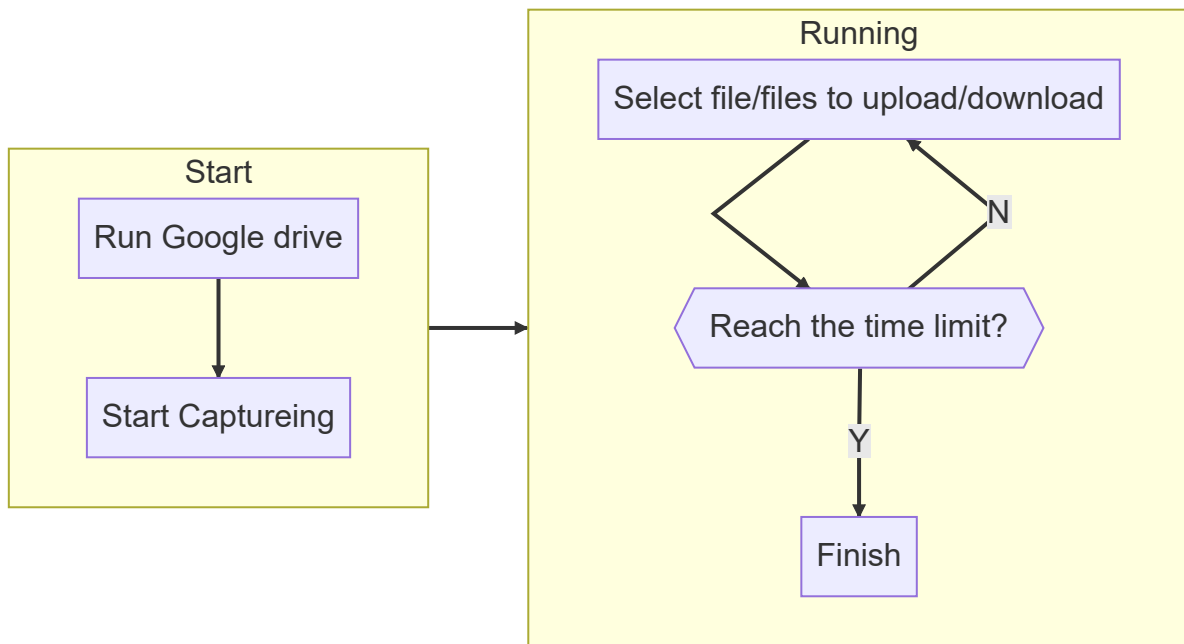 Start
Run Google drive
Start Captureing
Running
Select file/files to upload/download
N
Reach the time limit?
Y
Finish